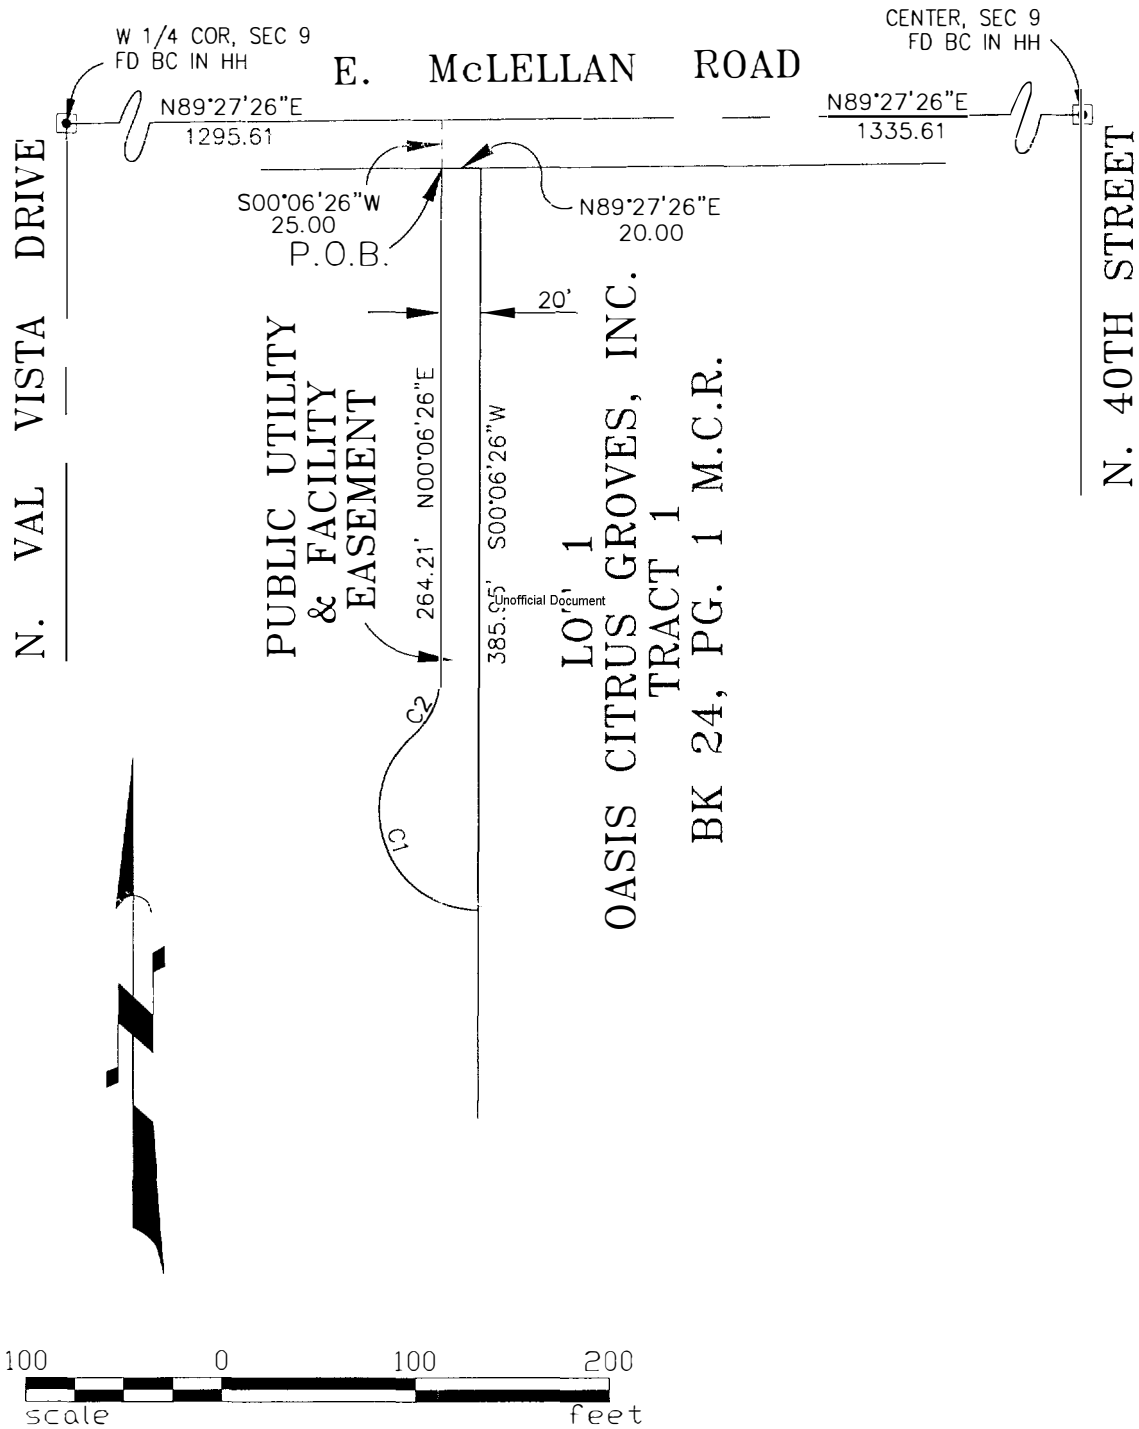 W 1/4 COR, SEC 9
FD BC IN HH
CENTER, SEC 9
FD BC IN HH
E. McLELLAN ROAD
N89°27'26"E
1295.61
N89°27'26"E
1335.61
S00°06'26"W
25.00
P.O.B.
N89°27'26"E
20.00
20'
N. VAL VISTA DRIVE
N. 40TH STREET
PUBLIC UTILITY
& FACILITY
EASEMENT
264.21' N00°06'26"E
S00°06'26"W
Unofficial Document
1
OASIS CITRUS GROVES, INC.
TRACT 1
BK 24, PG. 1 M.C.R.
C2
C1
100 0 100 200
scale feet